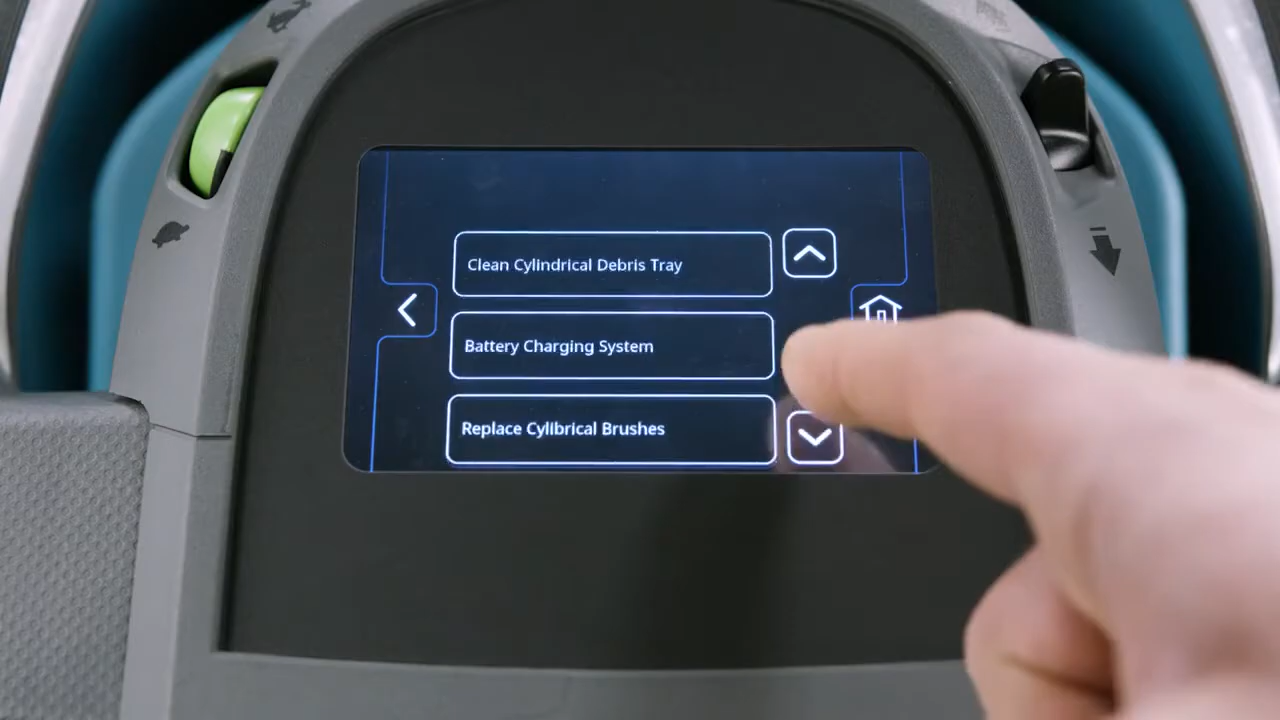 Clean Cylindrical Debris Tray
Battery Charging System
Replace Cylibrical Brushes